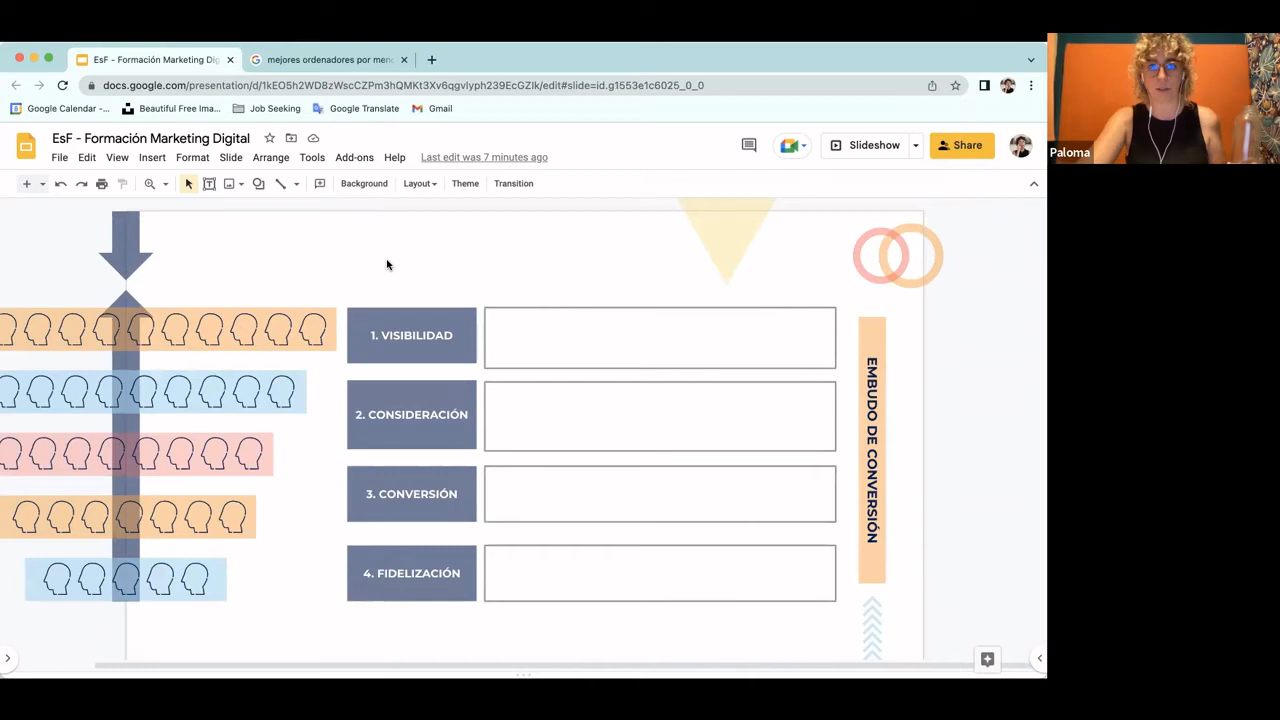 EsF - Formación Marketing Dig
mejores ordenadores por meno
docs.google.com/presentation/d/1kEO5h2WD8zWscCZPm3hQMKt3Xv6qgvlyph239EcGZlk/edit#slide=id.g1553e1c6025_0_0
Google Calendar -...
Beautiful Free Ima...
Job Seeking
Google Translate
Gmail
EsF - Formación Marketing Digital
File Edit View Insert Format Slide Arrange Tools Add-ons Help
Last edit was 7 minutes ago
Slideshow
Share
Background
Layout
Theme
Transition
Paloma
1. VISIBILIDAD
2. CONSIDERACIÓN
3. CONVERSIÓN
4. FIDELIZACIÓN
EMBUDO DE CONVERSIÓN